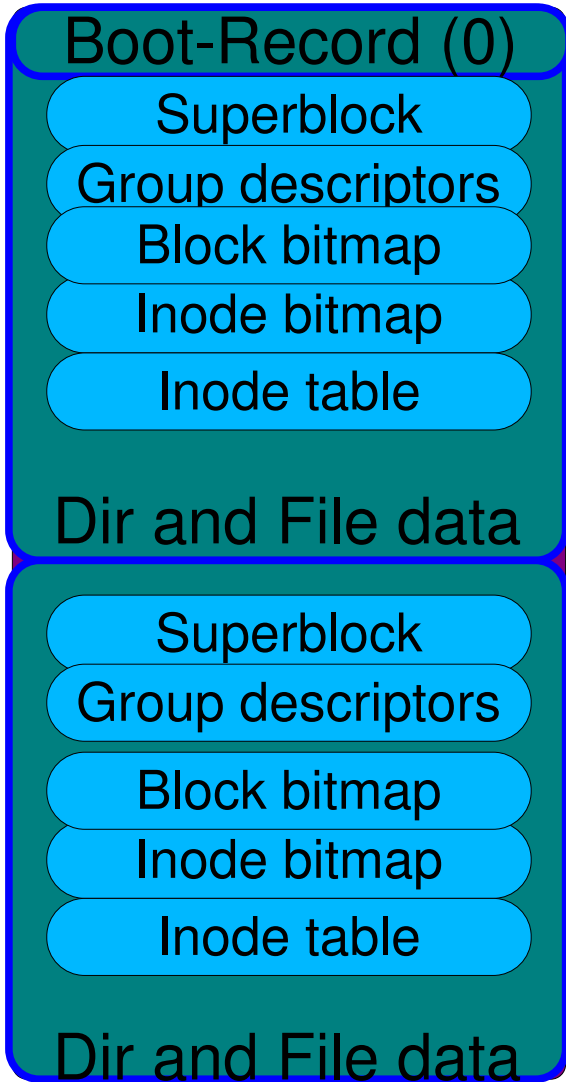 Boot-Record (0)
Superblock
Group descriptors
Block bitmap
Inode bitmap
Inode table
Dir and File data
Superblock
Group descriptors
Block bitmap
Inode bitmap
Inode table
Dir and File data